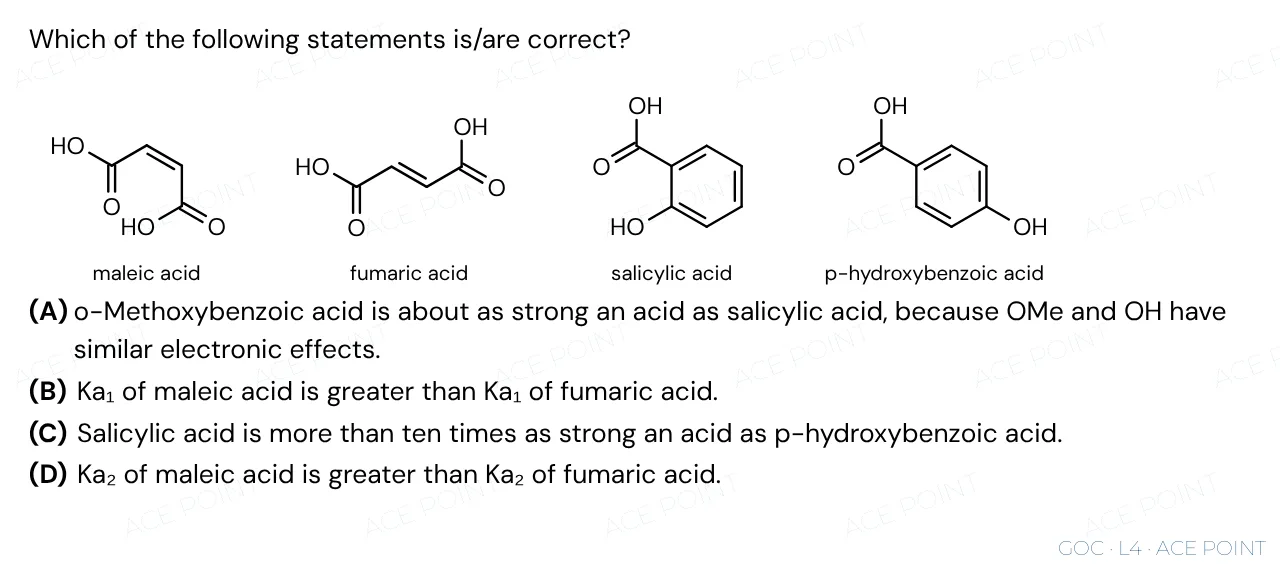 Which of the following statements is/are correct?
HO
O
HO
O
HO
O
OH
O
OH
O
HO
OH
O
OH
maleic acid
fumaric acid
salicylic acid
p-hydroxybenzoic acid
(A) o-Methoxybenzoic acid is about as strong an acid as salicylic acid, because OMe and OH have
similar electronic effects.
(B) Ka₁ of maleic acid is greater than Ka₁ of fumaric acid.
(C) Salicylic acid is more than ten times as strong an acid as p-hydroxybenzoic acid.
(D) Ka₂ of maleic acid is greater than Ka₂ of fumaric acid.
GOC · L4 · ACE POINT
ACE POINT